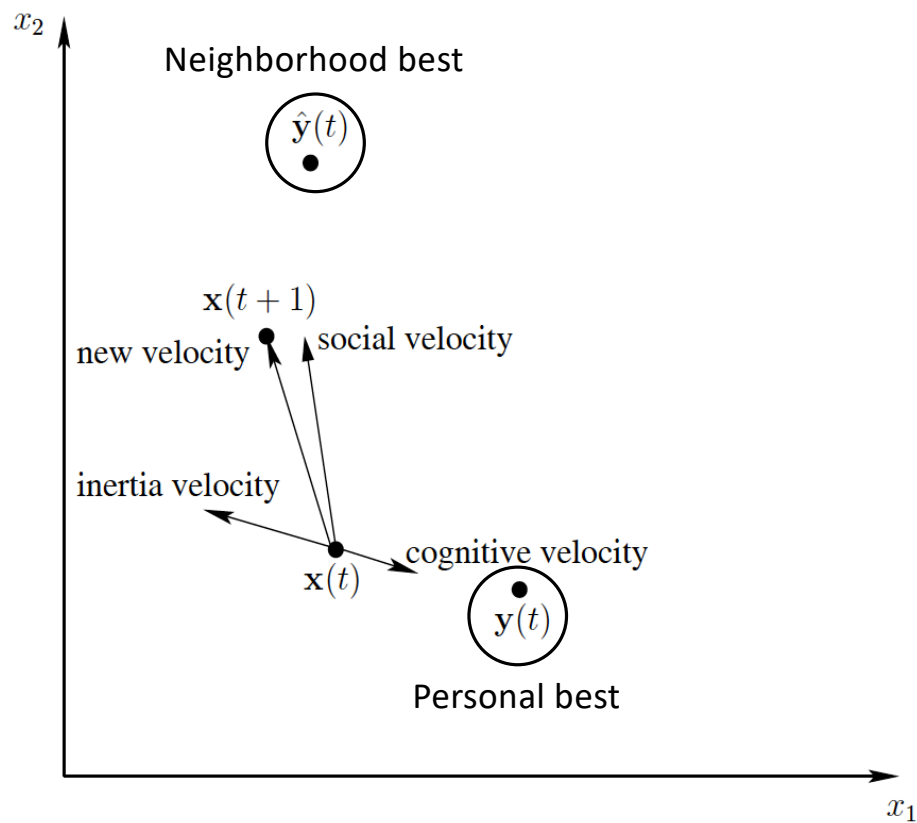 x₂
Neighborhood best
ŷ(t)
x(t + 1)
new velocity
social velocity
inertia velocity
cognitive velocity
x(t)
y(t)
Personal best
x₁